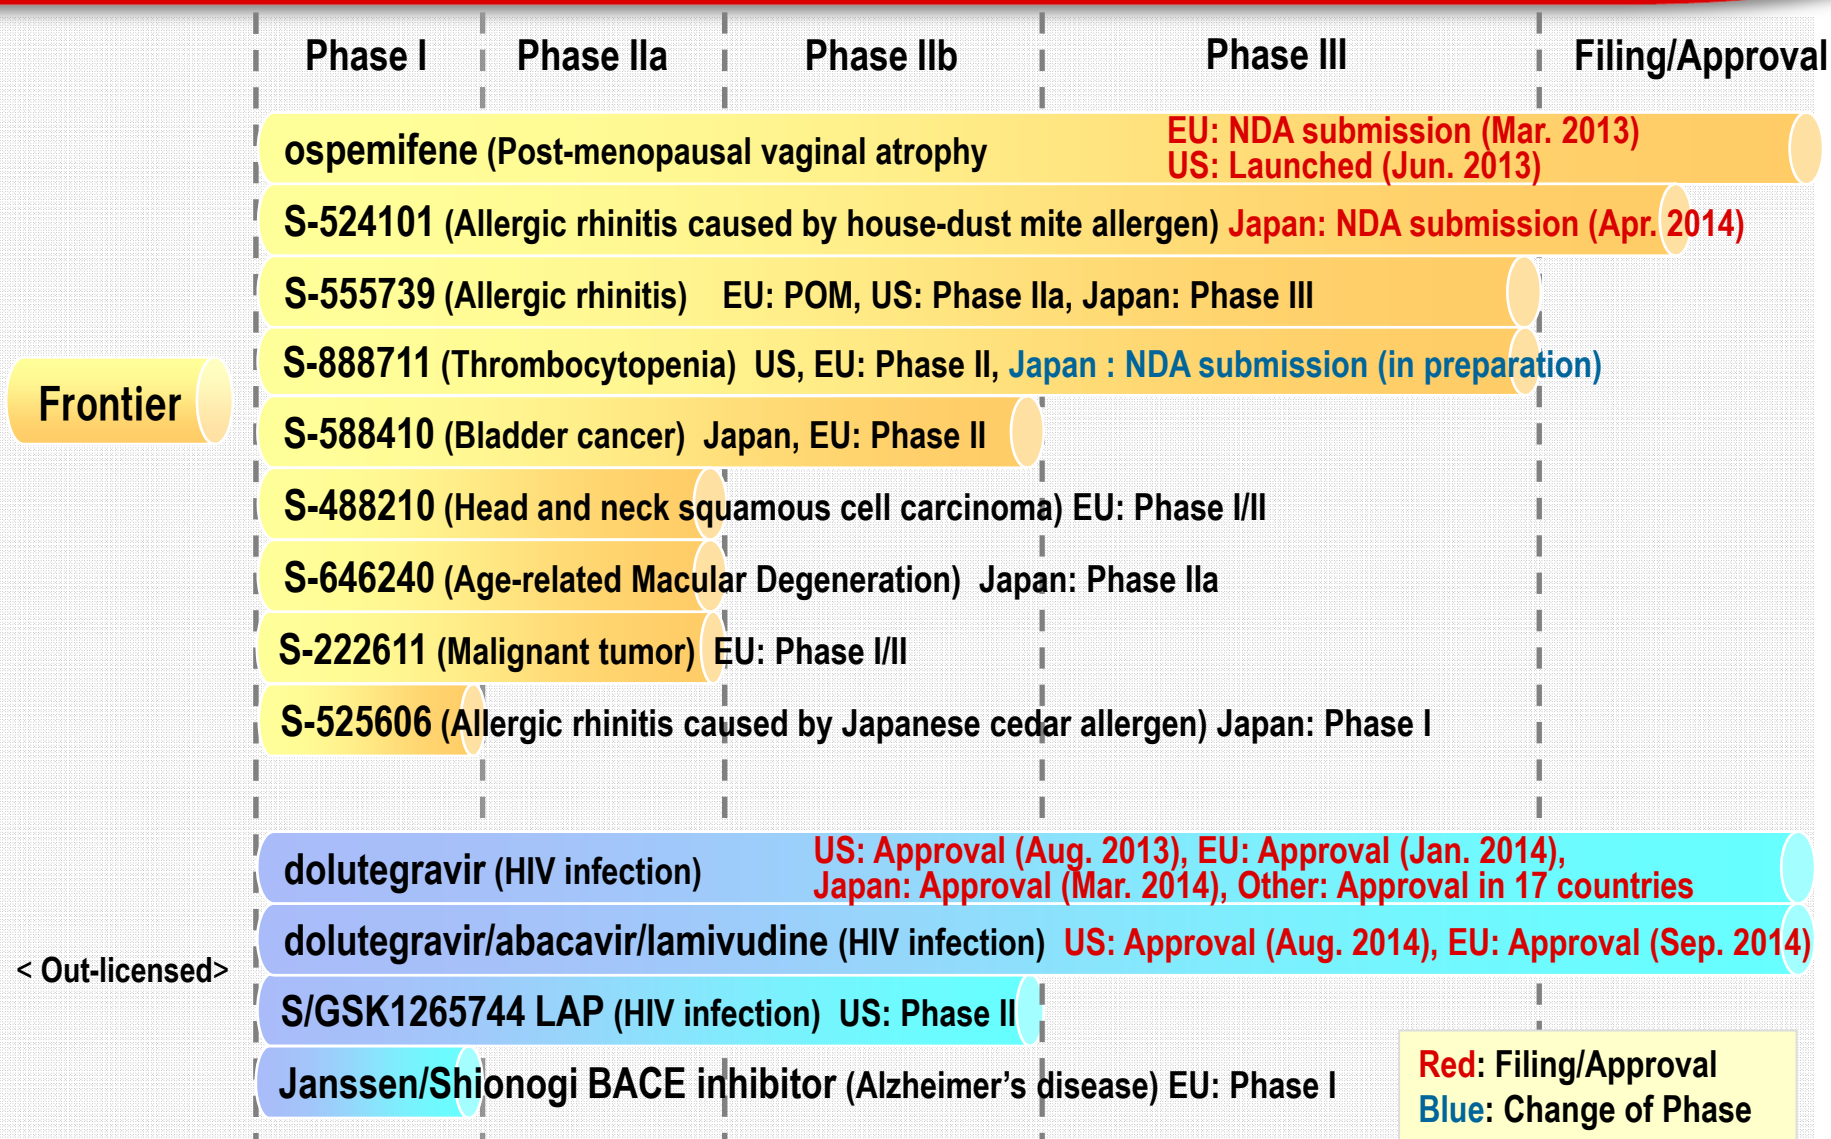 Phase I Phase IIa Phase IIb Phase III Filing/Approval
ospemifene (Post-menopausal vaginal atrophy
EU: NDA submission (Mar. 2013)
US: Launched (Jun. 2013)
S-524101 (Allergic rhinitis caused by house-dust mite allergen) Japan: NDA submission (Apr. 2014)
S-555739 (Allergic rhinitis) EU: POM, US: Phase IIa, Japan: Phase III
S-888711 (Thrombocytopenia) US, EU: Phase II, Japan : NDA submission (in preparation)
Frontier
S-588410 (Bladder cancer) Japan, EU: Phase II
S-488210 (Head and neck squamous cell carcinoma) EU: Phase I/II
S-646240 (Age-related Macular Degeneration) Japan: Phase IIa
S-222611 (Malignant tumor) EU: Phase I/II
S-525606 (Allergic rhinitis caused by Japanese cedar allergen) Japan: Phase I
dolutegravir (HIV infection)
US: Approval (Aug. 2013), EU: Approval (Jan. 2014),
Japan: Approval (Mar. 2014), Other: Approval in 17 countries
dolutegravir/abacavir/lamivudine (HIV infection) US: Approval (Aug. 2014), EU: Approval (Sep. 2014)
< Out-licensed>
S/GSK1265744 LAP (HIV infection) US: Phase II
Janssen/Shionogi BACE inhibitor (Alzheimer's disease) EU: Phase I
Red: Filing/Approval
Blue: Change of Phase